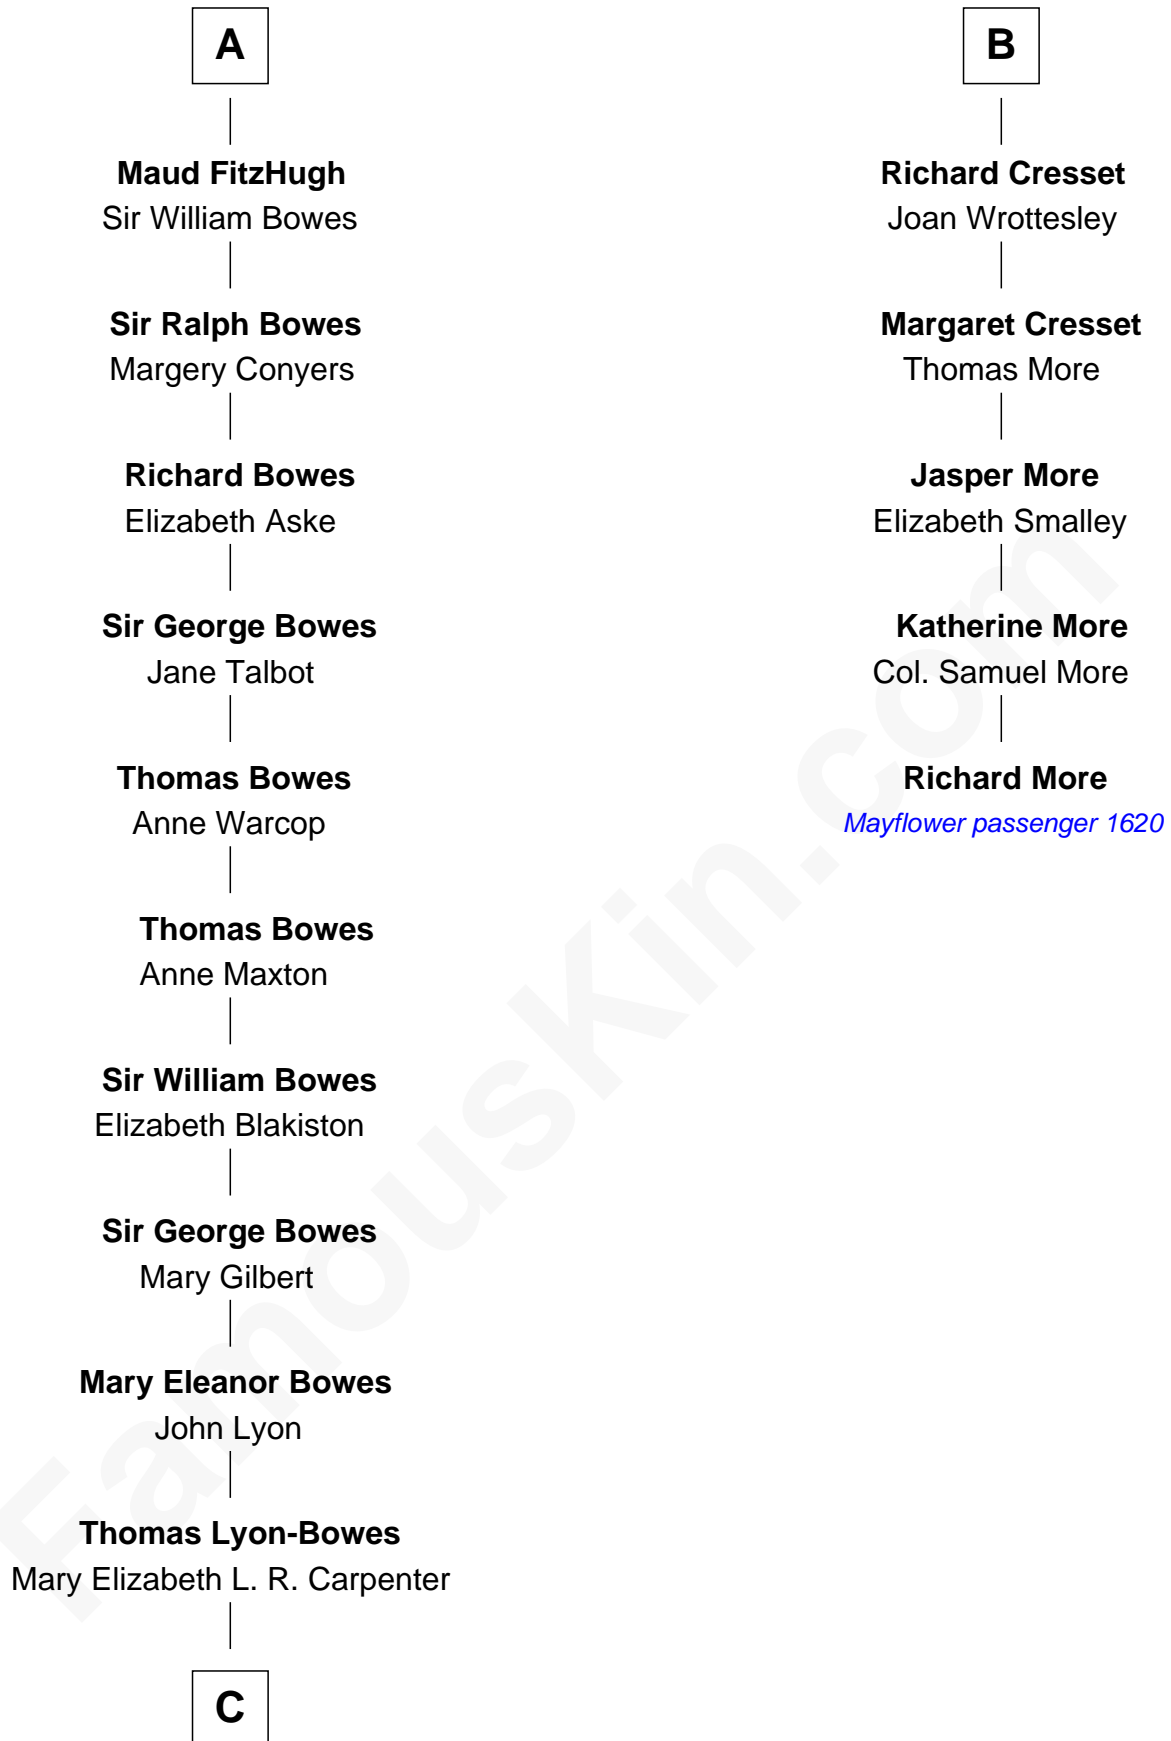 A
Maud FitzHugh
Sir William Bowes
Sir Ralph Bowes
Margery Conyers
Richard Bowes
Elizabeth Aske
Sir George Bowes
Jane Talbot
Thomas Bowes
Anne Warcop
Thomas Bowes
Anne Maxton
Sir William Bowes
Elizabeth Blakiston
Sir George Bowes
Mary Gilbert
Mary Eleanor Bowes
John Lyon
Thomas Lyon-Bowes
Mary Elizabeth L. R. Carpenter
C
B
Richard Cresset
Joan Wrottesley
Margaret Cresset
Thomas More
Jasper More
Elizabeth Smalley
Katherine More
Col. Samuel More
Richard More
Mayflower passenger 1620
FamousKin.com